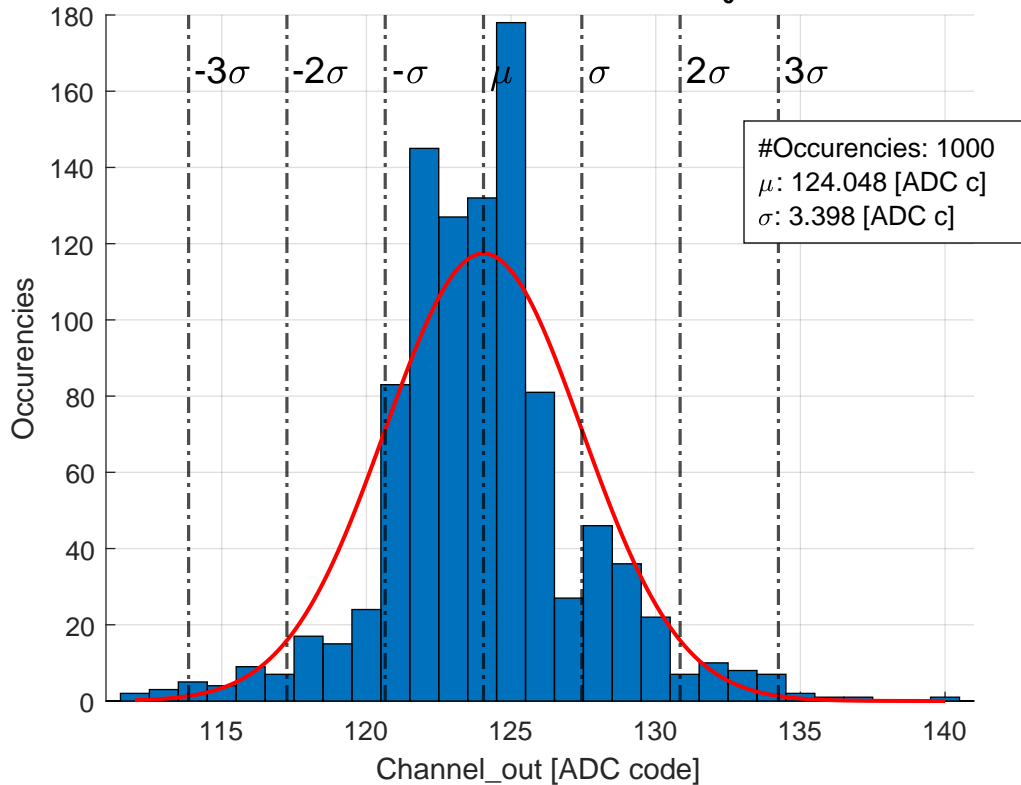 180
160
140
120
100
80
60
40
20
0
Occurencies
-3σ -2σ -σ μ σ 2σ 3σ
#Occurencies: 1000
μ: 124.048 [ADC c]
σ: 3.398 [ADC c]
115 120 125 130 135 140
Channel_out [ADC code]